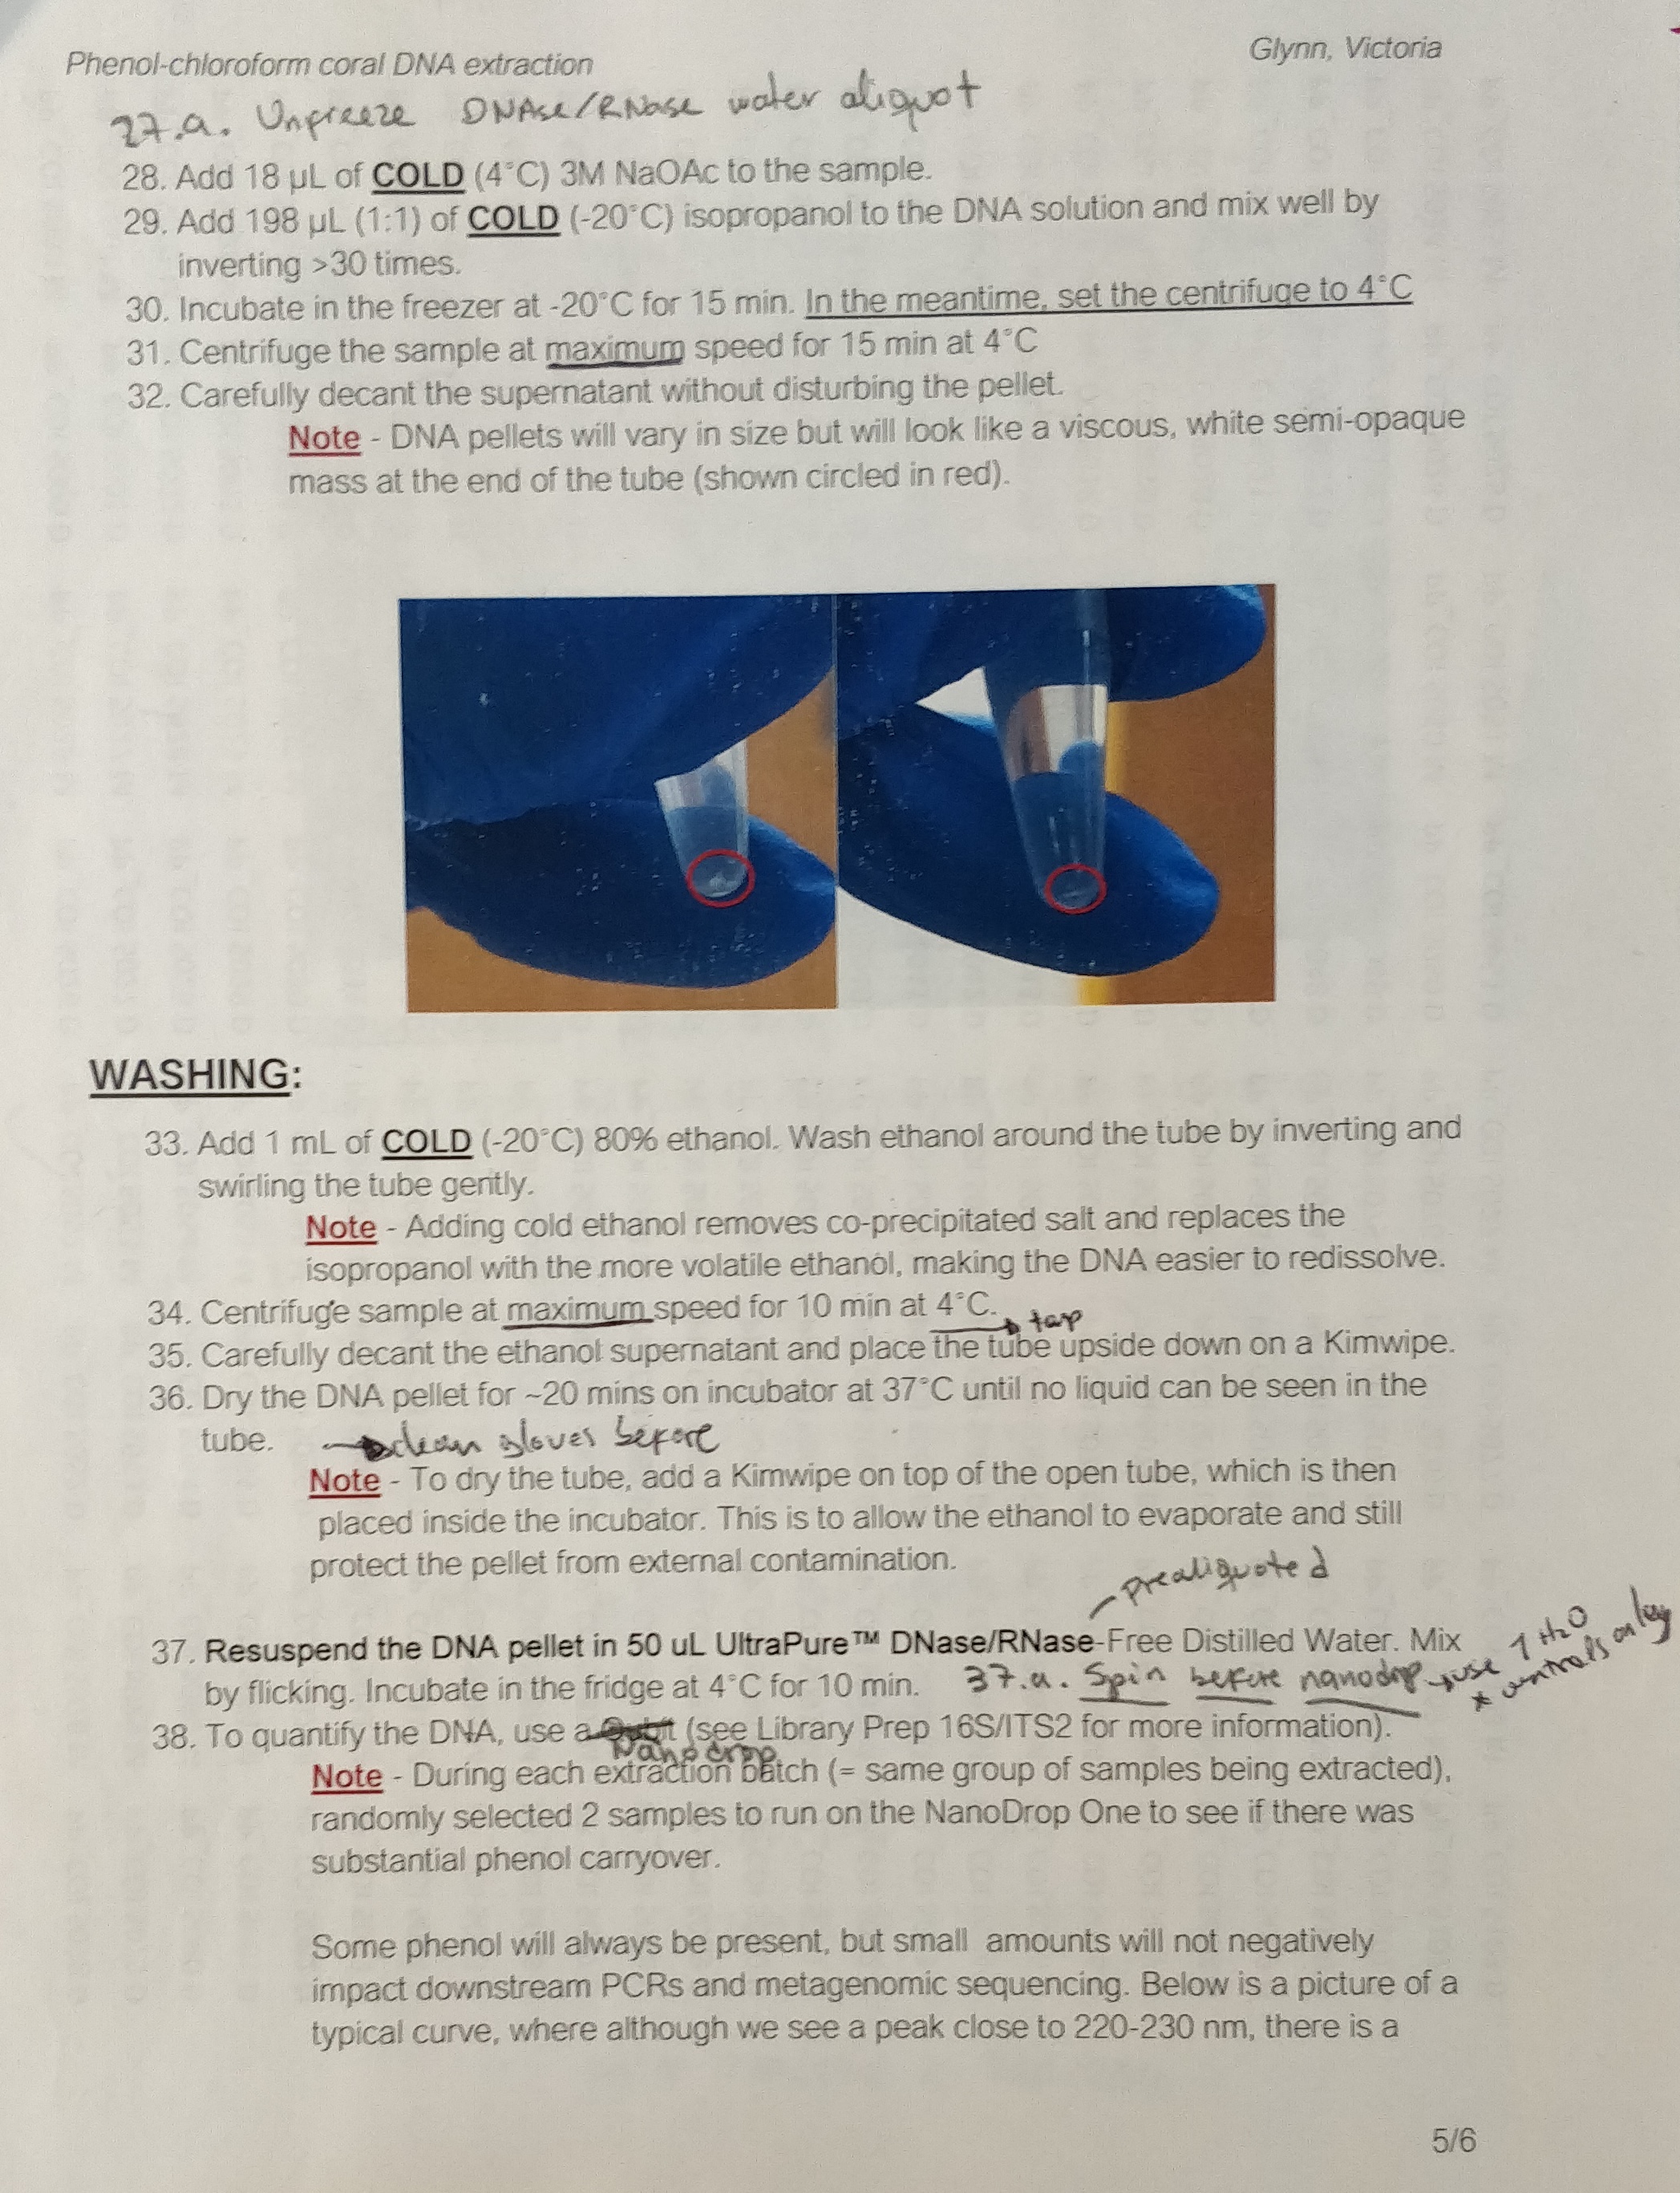 Phenol-chloroform coral DNA extraction
Glynn, Victoria
27.a. Unfreeze DNAse/RNase water aliquot
28. Add 18 µL of COLD (4°C) 3M NaOAc to the sample.
29. Add 198 µL (1:1) of COLD (-20°C) isopropanol to the DNA solution and mix well by
inverting >30 times.
30. Incubate in the freezer at -20°C for 15 min. In the meantime, set the centrifuge to 4°C
31. Centrifuge the sample at maximum speed for 15 min at 4°C
32. Carefully decant the supernatant without disturbing the pellet.
Note - DNA pellets will vary in size but will look like a viscous, white semi-opaque
mass at the end of the tube (shown circled in red).
WASHING:
33. Add 1 mL of COLD (-20°C) 80% ethanol. Wash ethanol around the tube by inverting and
swirling the tube gently.
Note - Adding cold ethanol removes co-precipitated salt and replaces the
isopropanol with the more volatile ethanol, making the DNA easier to redissolve.
34. Centrifuge sample at maximum speed for 10 min at 4°C.
tap
35. Carefully decant the ethanol supernatant and place the tube upside down on a Kimwipe.
36. Dry the DNA pellet for ~20 mins on incubator at 37°C until no liquid can be seen in the
tube. → clean gloves before
Note - To dry the tube, add a Kimwipe on top of the open tube, which is then
placed inside the incubator. This is to allow the ethanol to evaporate and still
protect the pellet from external contamination.
prealiquoted
37. Resuspend the DNA pellet in 50 uL UltraPure™ DNase/RNase-Free Distilled Water. Mix
by flicking. Incubate in the fridge at 4°C for 10 min. 37.a. Spin before nanodrop → use 1 H2O
* controls only
38. To quantify the DNA, use a Qubit (see Library Prep 16S/ITS2 for more information).
Nanodrop
Note - During each extraction batch (= same group of samples being extracted),
randomly selected 2 samples to run on the NanoDrop One to see if there was
substantial phenol carryover.
Some phenol will always be present, but small amounts will not negatively
impact downstream PCRs and metagenomic sequencing. Below is a picture of a
typical curve, where although we see a peak close to 220-230 nm, there is a
5/6